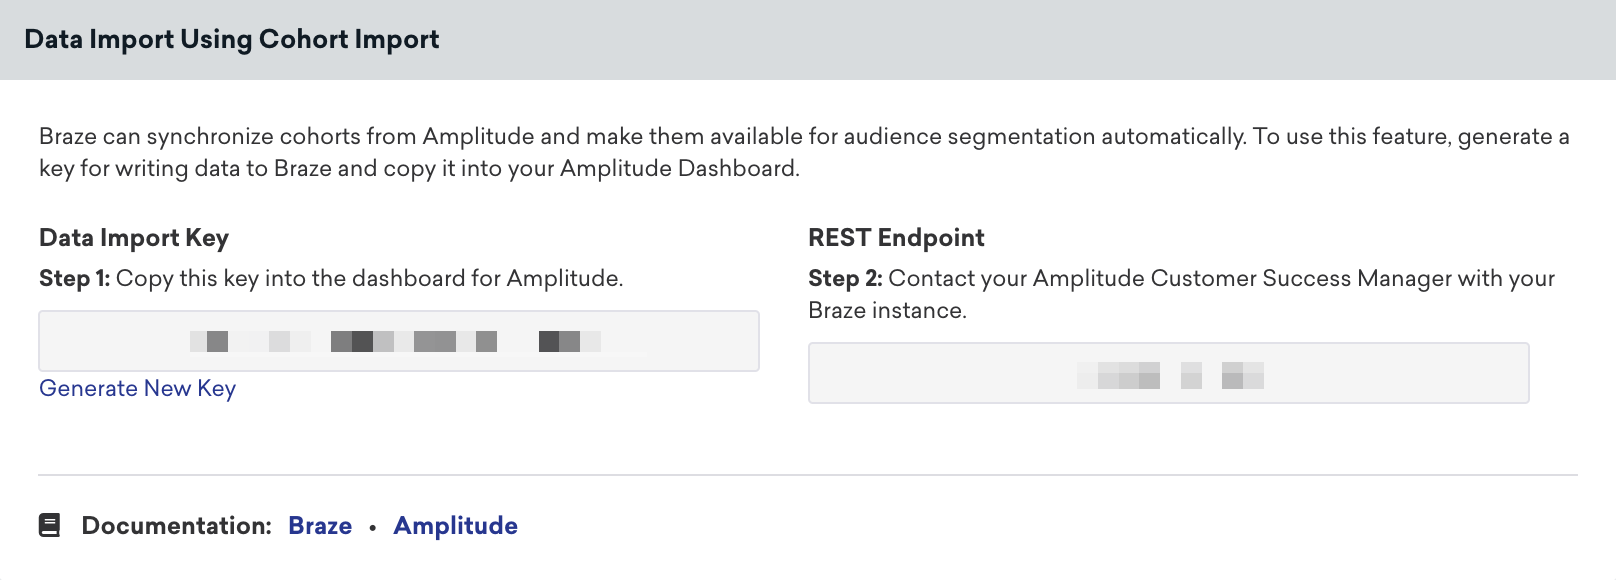 Data Import Using Cohort Import
Braze can synchronize cohorts from Amplitude and make them available for audience segmentation automatically. To use this feature, generate a
key for writing data to Braze and copy it into your Amplitude Dashboard.
Data Import Key
Step 1: Copy this key into the dashboard for Amplitude.
Generate New Key
REST Endpoint
Step 2: Contact your Amplitude Customer Success Manager with your
Braze instance.
Documentation: Braze • Amplitude